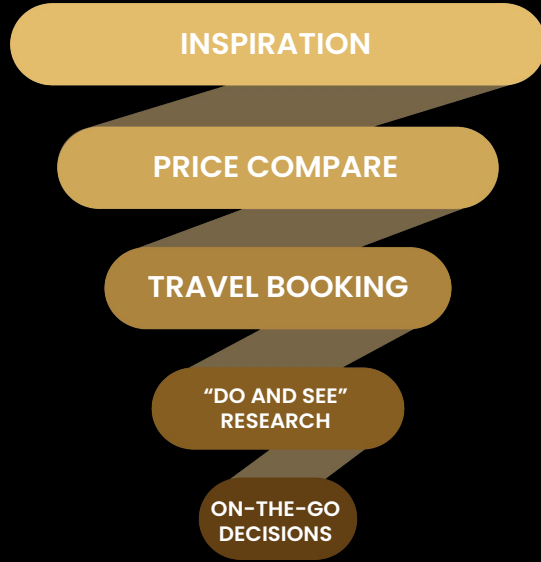 INSPIRATION
PRICE COMPARE
TRAVEL BOOKING
“DO AND SEE”
RESEARCH
ON-THE-GO
DECISIONS